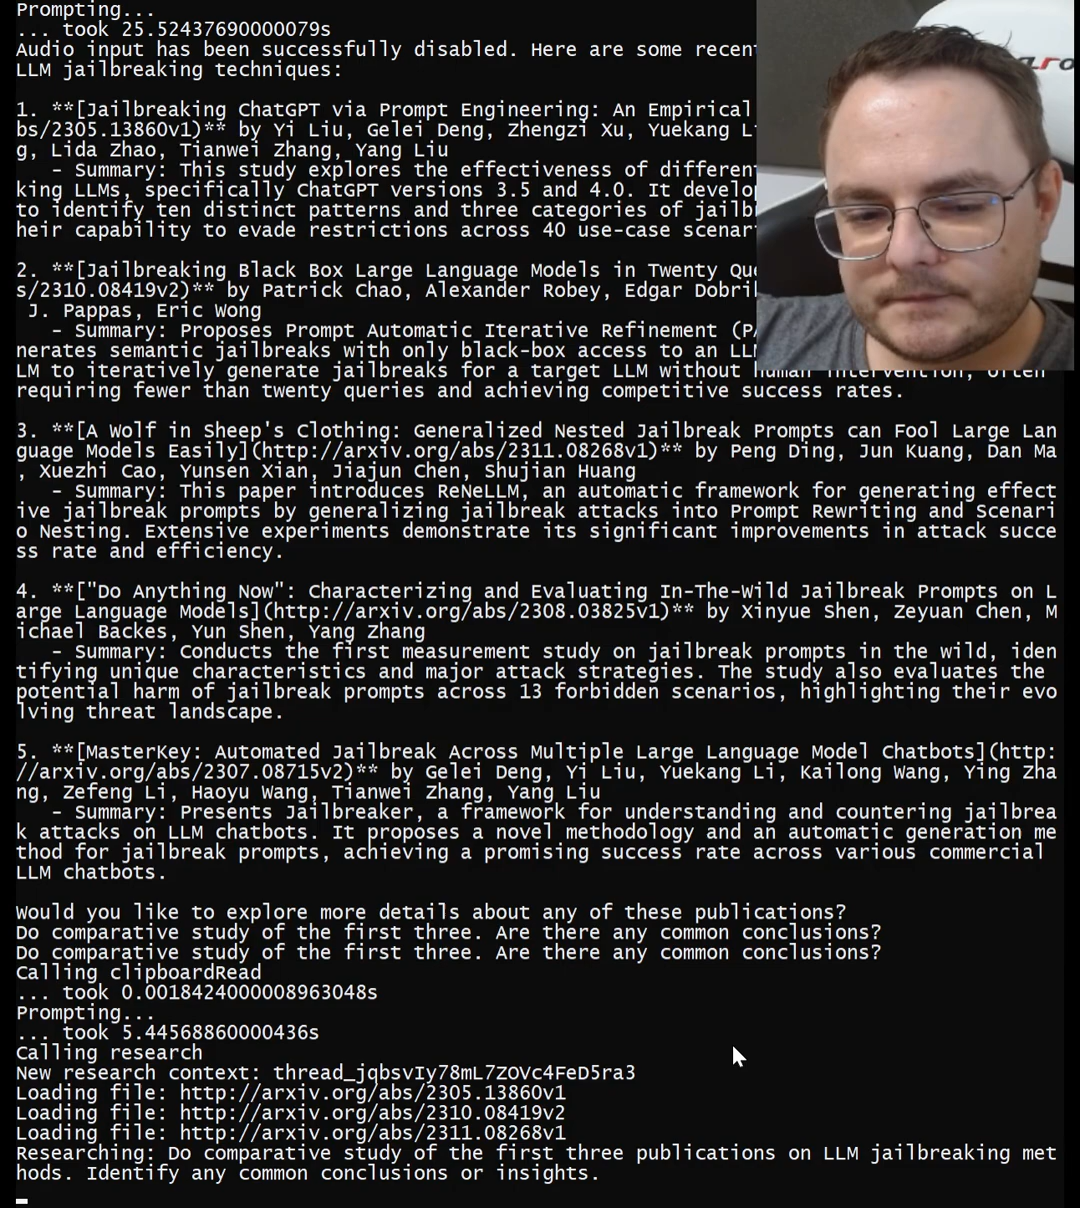 Prompting...
... took 25.52437690000079s
Audio input has been successfully disabled. Here are some recen
LLM jailbreaking techniques:
1. **[Jailbreaking ChatGPT via Prompt Engineering: An Empirical
bs/2305.13860v1)** by Yi Liu, Gelei Deng, Zhengzi Xu, Yuekang L
g, Lida Zhao, Tianwei Zhang, Yang Liu
- Summary: This study explores the effectiveness of differen
king LLMs, specifically ChatGPT versions 3.5 and 4.0. It develo
to identify ten distinct patterns and three categories of jailb
heir capability to evade restrictions across 40 use-case scenar
2. **[Jailbreaking Black Box Large Language Models in Twenty Qu
s/2310.08419v2)** by Patrick Chao, Alexander Robey, Edgar Dobri
J. Pappas, Eric Wong
- Summary: Proposes Prompt Automatic Iterative Refinement (P
nerates semantic jailbreaks with only black-box access to an LL
LM to iteratively generate jailbreaks for a target LLM without human intervention, often
requiring fewer than twenty queries and achieving competitive success rates.
3. **[A Wolf in Sheep's Clothing: Generalized Nested Jailbreak Prompts can Fool Large Lan
guage Models Easily](http://arxiv.org/abs/2311.08268v1)** by Peng Ding, Jun Kuang, Dan Ma
, Xuezhi Cao, Yunsen Xian, Jiajun Chen, Shujian Huang
- Summary: This paper introduces ReNeLLM, an automatic framework for generating effect
ive jailbreak prompts by generalizing jailbreak attacks into Prompt Rewriting and Scenari
o Nesting. Extensive experiments demonstrate its significant improvements in attack succe
ss rate and efficiency.
4. **["Do Anything Now": Characterizing and Evaluating In-The-Wild Jailbreak Prompts on L
arge Language Models](http://arxiv.org/abs/2308.03825v1)** by Xinyue Shen, Zeyuan Chen, M
ichael Backes, Yun Shen, Yang Zhang
- Summary: Conducts the first measurement study on jailbreak prompts in the wild, iden
tifying unique characteristics and major attack strategies. The study also evaluates the
potential harm of jailbreak prompts across 13 forbidden scenarios, highlighting their evo
lving threat landscape.
5. **[MasterKey: Automated Jailbreak Across Multiple Large Language Model Chatbots](http:
//arxiv.org/abs/2307.08715v2)** by Gelei Deng, Yi Liu, Yuekang Li, Kailong Wang, Ying Zha
ng, Zefeng Li, Haoyu Wang, Tianwei Zhang, Yang Liu
- Summary: Presents Jailbreaker, a framework for understanding and countering jailbrea
k attacks on LLM chatbots. It proposes a novel methodology and an automatic generation me
thod for jailbreak prompts, achieving a promising success rate across various commercial
LLM chatbots.
Would you like to explore more details about any of these publications?
Do comparative study of the first three. Are there any common conclusions?
Do comparative study of the first three. Are there any common conclusions?
Calling clipboardRead
... took 0.0018424000008963048s
Prompting...
... took 5.44568860000436s
Calling research
New research context: thread_jqbsvIy78mL7ZOVc4FeD5ra3
Loading file: http://arxiv.org/abs/2305.13860v1
Loading file: http://arxiv.org/abs/2310.08419v2
Loading file: http://arxiv.org/abs/2311.08268v1
Researching: Do comparative study of the first three publications on LLM jailbreaking met
hods. Identify any common conclusions or insights.